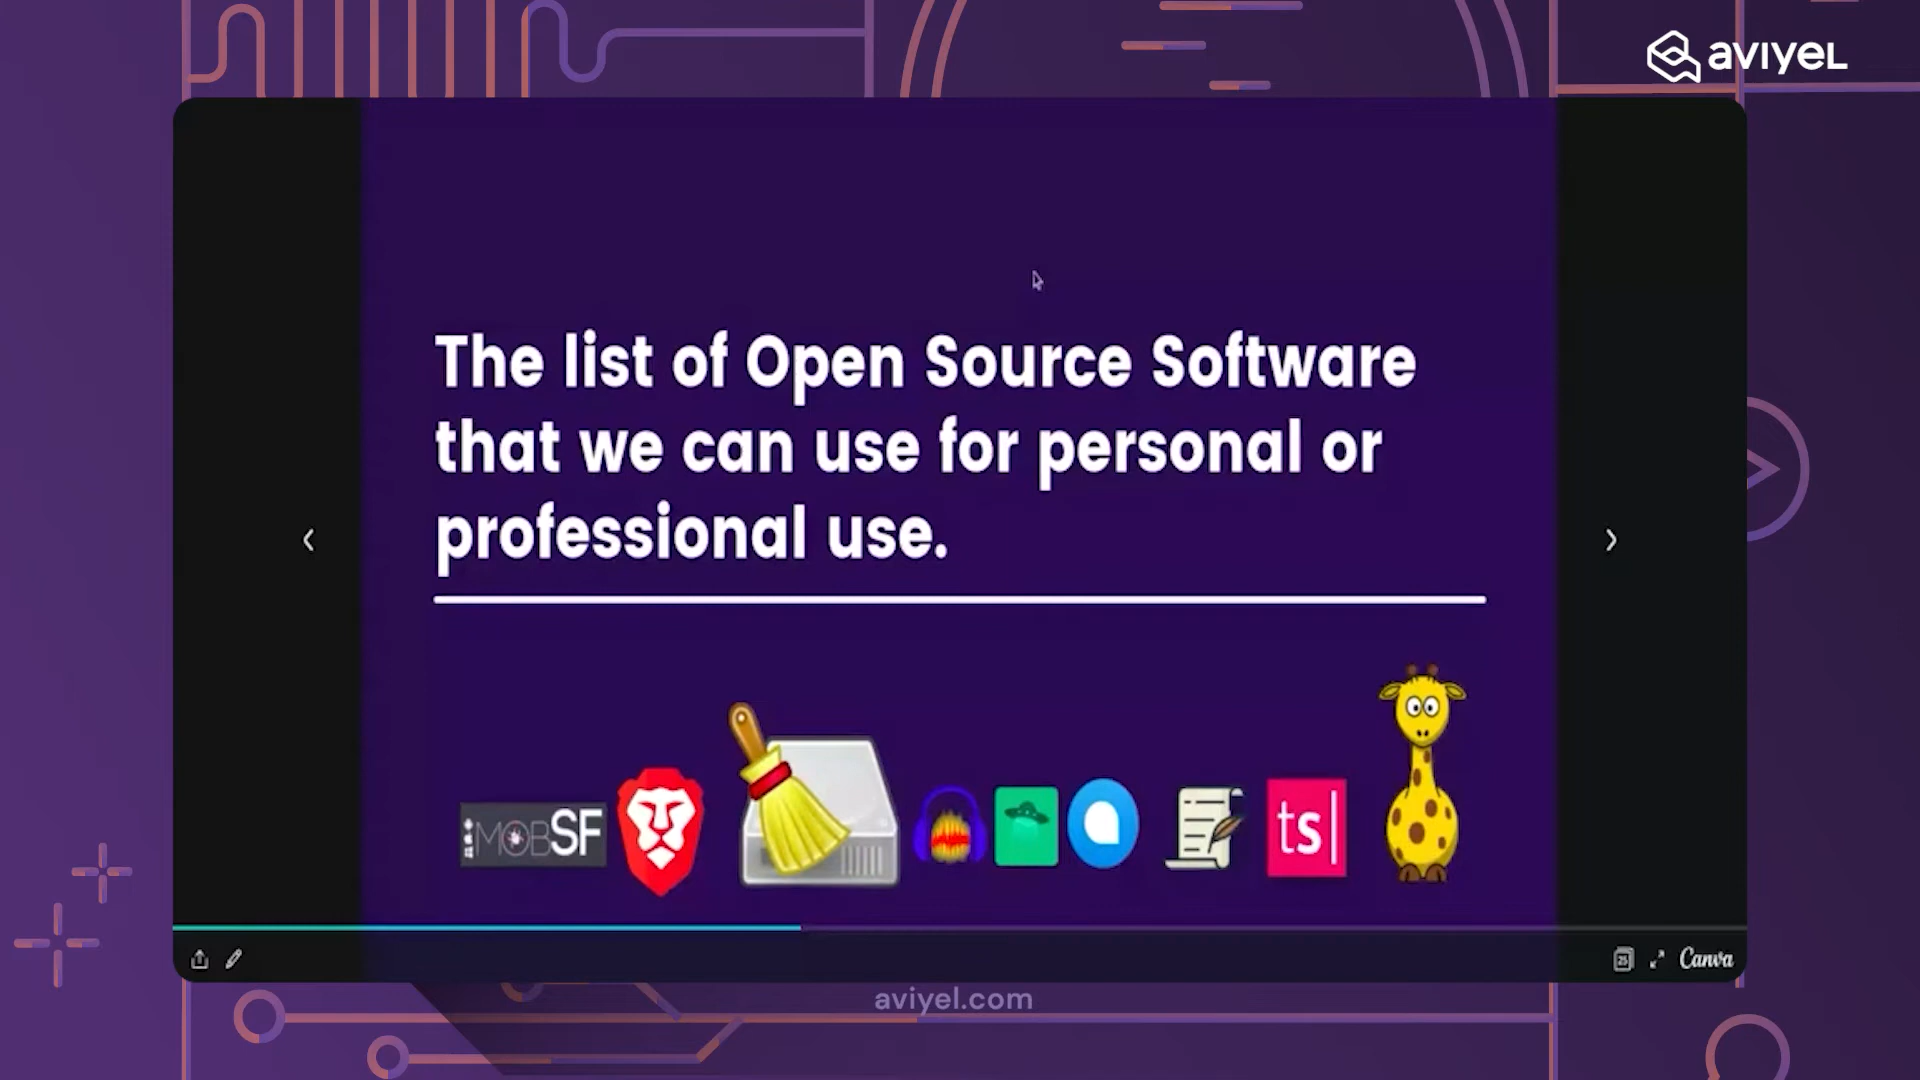 aviyel
The list of Open Source Software
that we can use for personal or
professional use.
MOBSF
ts|
25
Canva
aviyel.com